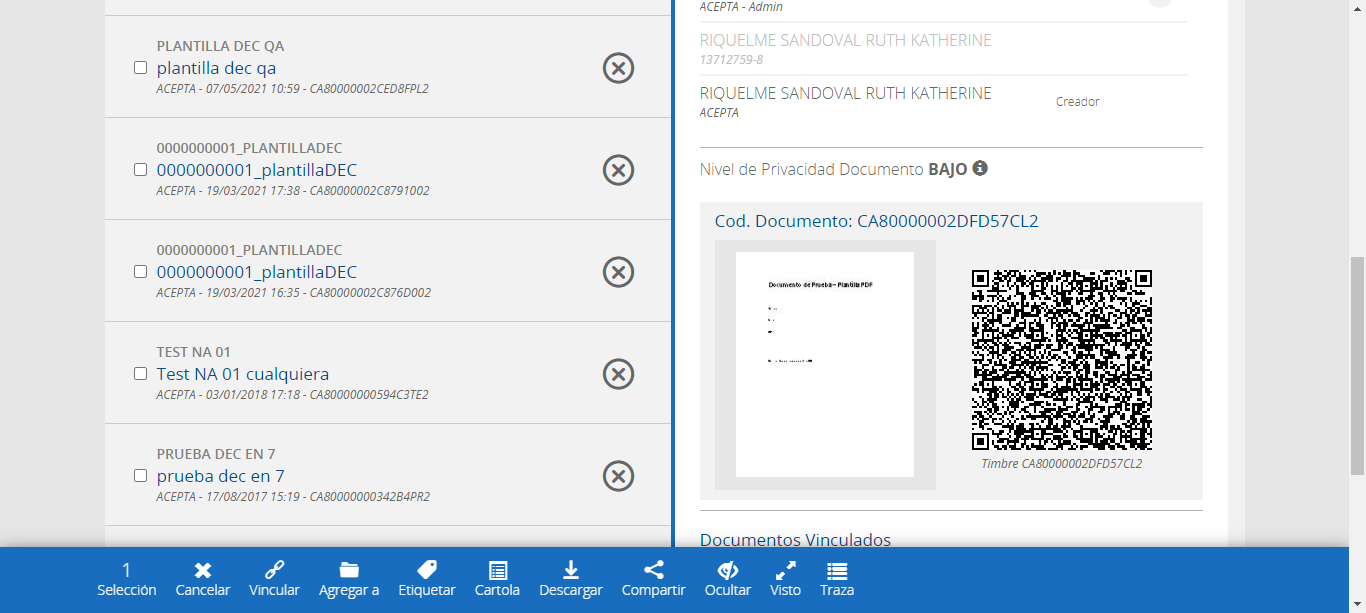 PLANTILLA DEC QA
plantilla dec qa
ACEPTA - 07/05/2021 10:59 - CA80000002CED8FPL2
0000000001_PLANTILLADEC
0000000001_plantillaDEC
ACEPTA - 19/03/2021 17:38 - CA80000002C8791002
0000000001_PLANTILLADEC
0000000001_plantillaDEC
ACEPTA - 19/03/2021 16:35 - CA80000002C876D002
TEST NA 01
Test NA 01 cualquiera
ACEPTA - 03/01/2018 17:18 - CA80000000594C3TE2
PRUEBA DEC EN 7
prueba dec en 7
ACEPTA - 17/08/2017 15:19 - CA80000000342B4PR2
ACEPTA - Admin
RIQUELME SANDOVAL RUTH KATHERINE
13712759-8
RIQUELME SANDOVAL RUTH KATHERINE
ACEPTA
Creador
Nivel de Privacidad Documento BAJO
Cod. Documento: CA80000002DFD57CL2
Documento de Prueba – Plantilla PDF
Timbre CA80000002DFD57CL2
Documentos Vinculados
1
Selección
Cancelar
Vincular
Agregar a
Etiquetar
Cartola
Descargar
Compartir
Ocultar
Visto
Traza